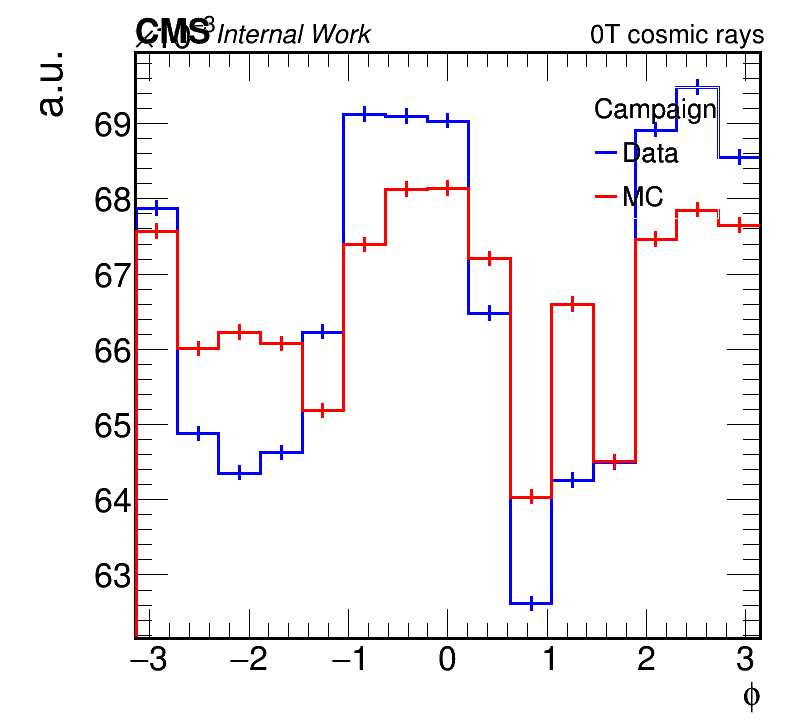 CMS Internal Work 0T cosmic rays
a.u.
Campaign
Data
MC
69
68
67
66
65
64
63
−3 −2 −1 0 1 2 3
ϕ